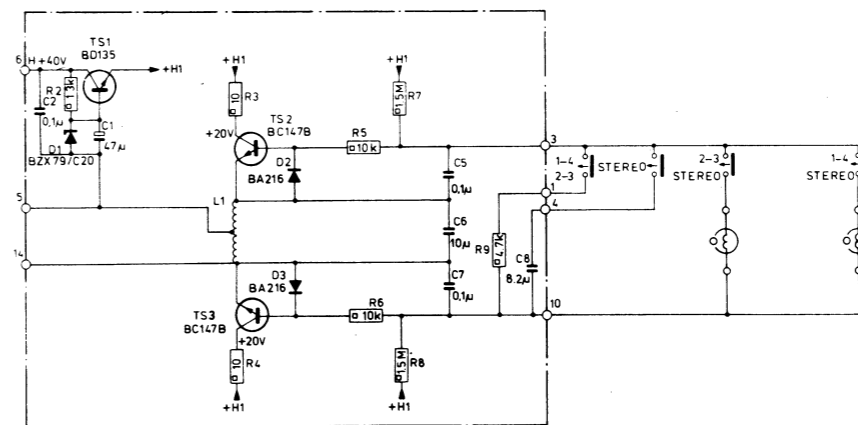 6 H +40V
TS1
BD135
+H1
R2 1.3k
C2
0,1µ
C1
47µ
D1
BZX79/C20
5
14
+H1
10 R3
+20V
TS2
BC147B
D2
BA216
R5
10k
+H1
1,5M R7
3
C5
0,1µ
L1
C6
10µ
C7
0,1µ
D3
BA216
R6
10k
TS3
BC147B
+20V
10 R4
+H1
1,5M R8
+H1
1
4
R9 4.7k
C8
8.2µ
10
1-4
2-3
STEREO
2-3
STEREO
1-4
STEREO